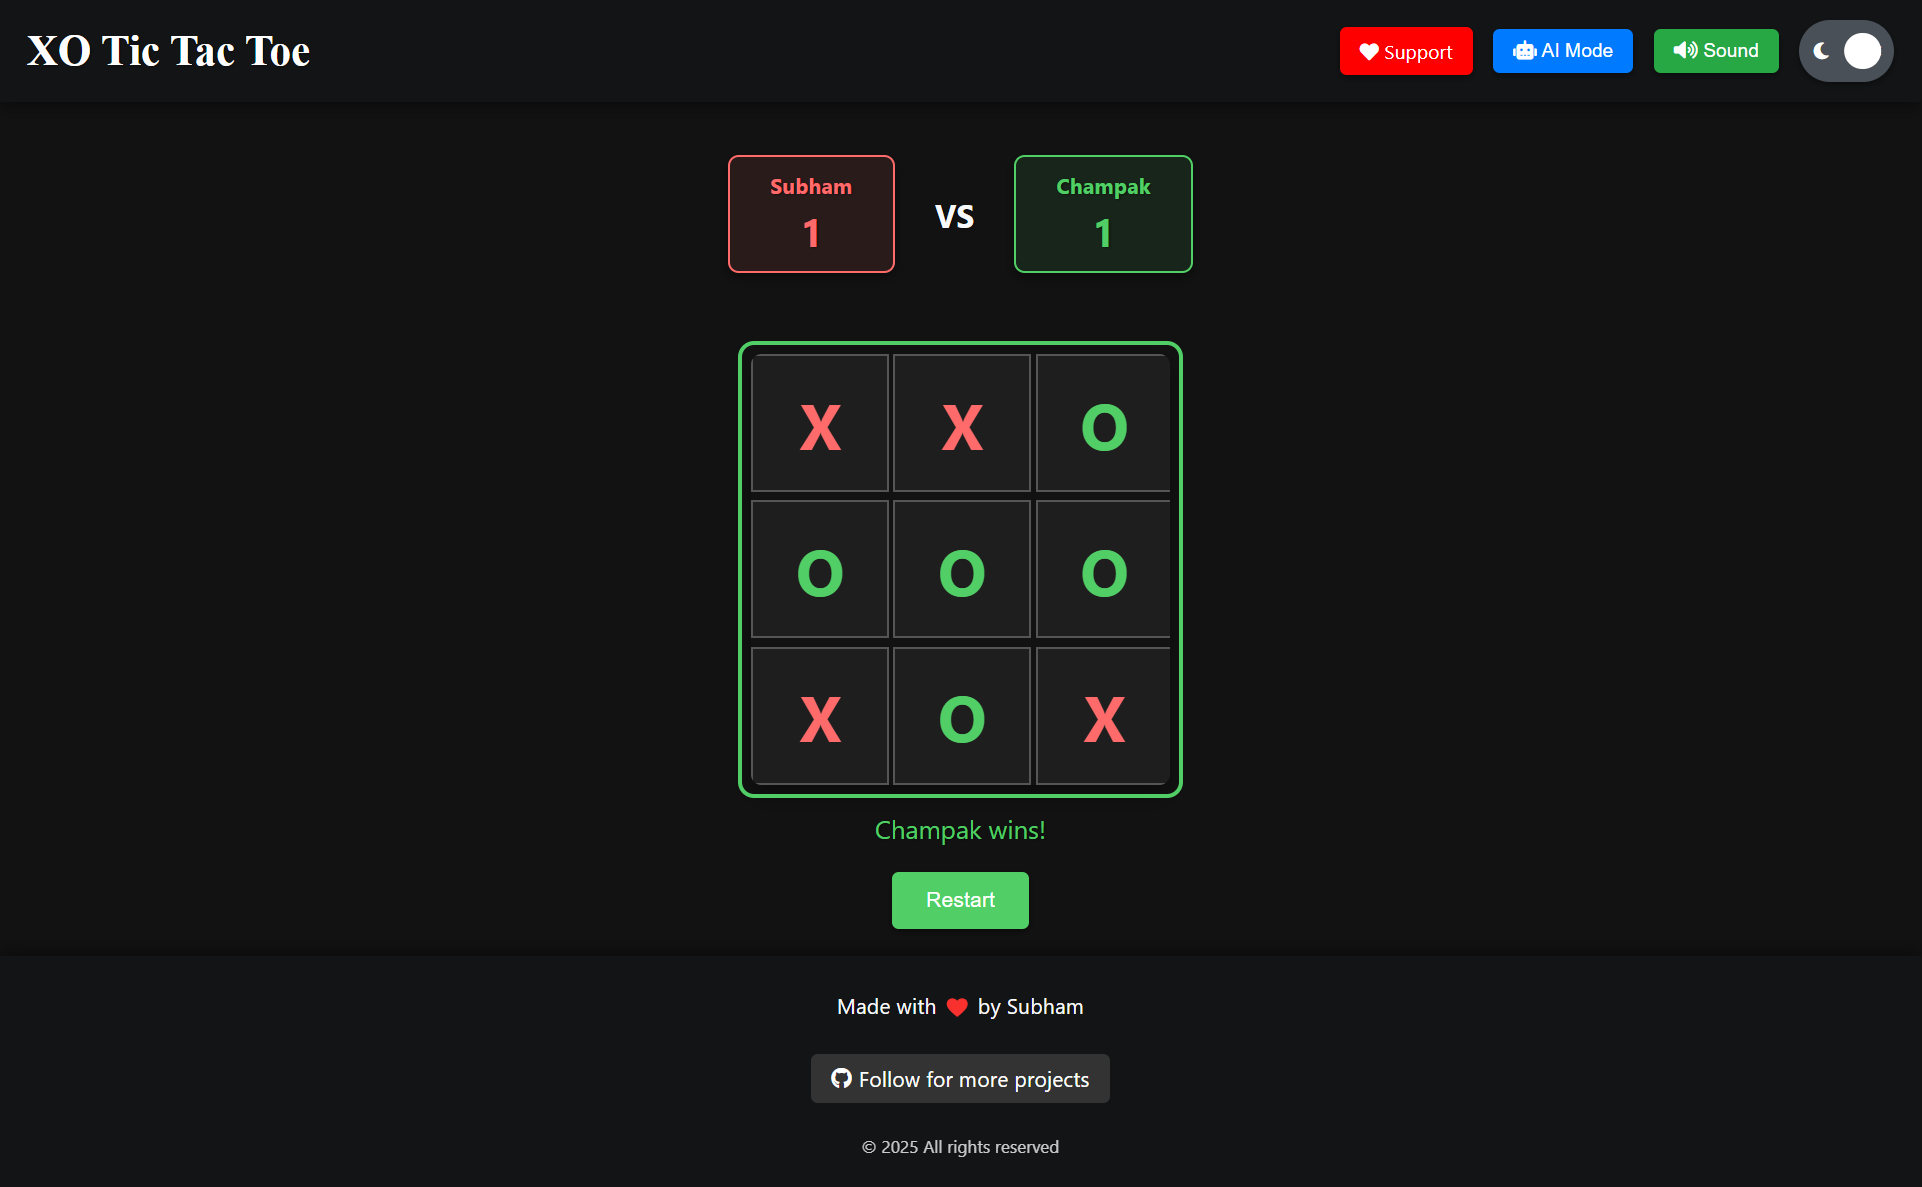 XO Tic Tac Toe
Support
AI Mode
Sound
Subham
1
VS
Champak
1
X X O
O O O
X O X
Champak wins!
Restart
Made with ❤ by Subham
Follow for more projects
© 2025 All rights reserved